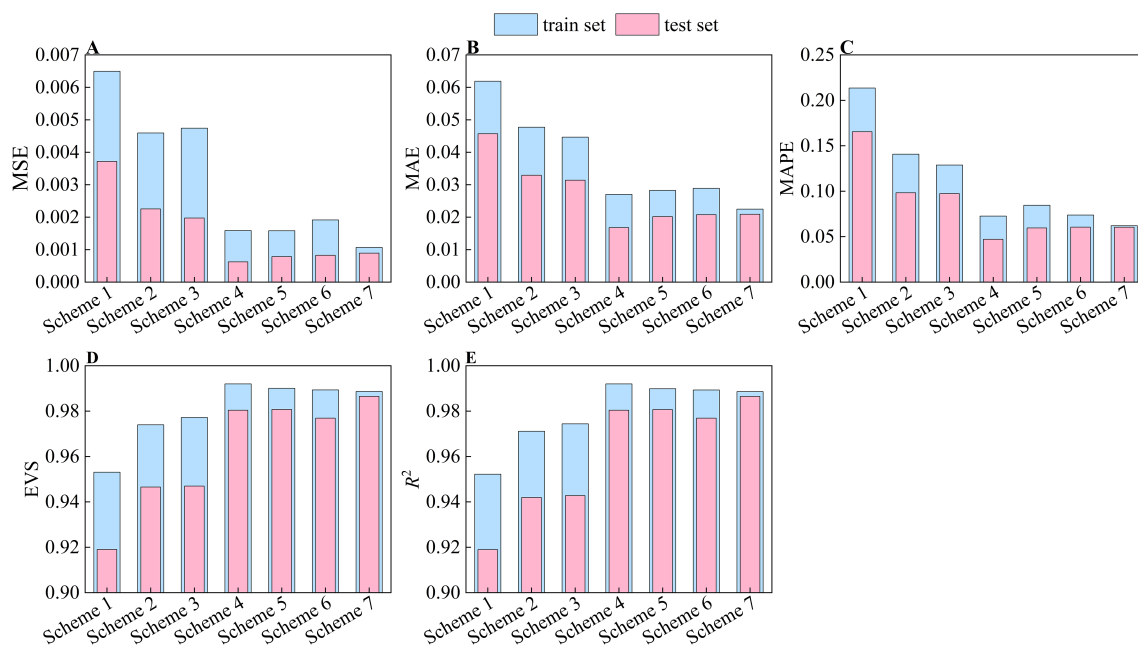 train set test set
A
0.007
0.006
0.005
0.004
0.003
0.002
0.001
0.000
MSE
Scheme 1 Scheme 2 Scheme 3 Scheme 4 Scheme 5 Scheme 6 Scheme 7
B
0.07
0.06
0.05
0.04
0.03
0.02
0.01
0.00
MAE
Scheme 1 Scheme 2 Scheme 3 Scheme 4 Scheme 5 Scheme 6 Scheme 7
C
0.25
0.20
0.15
0.10
0.05
0.00
MAPE
Scheme 1 Scheme 2 Scheme 3 Scheme 4 Scheme 5 Scheme 6 Scheme 7
D
1.00
0.98
0.96
0.94
0.92
0.90
EVS
Scheme 1 Scheme 2 Scheme 3 Scheme 4 Scheme 5 Scheme 6 Scheme 7
E
1.00
0.98
0.96
0.94
0.92
0.90
R²
Scheme 1 Scheme 2 Scheme 3 Scheme 4 Scheme 5 Scheme 6 Scheme 7